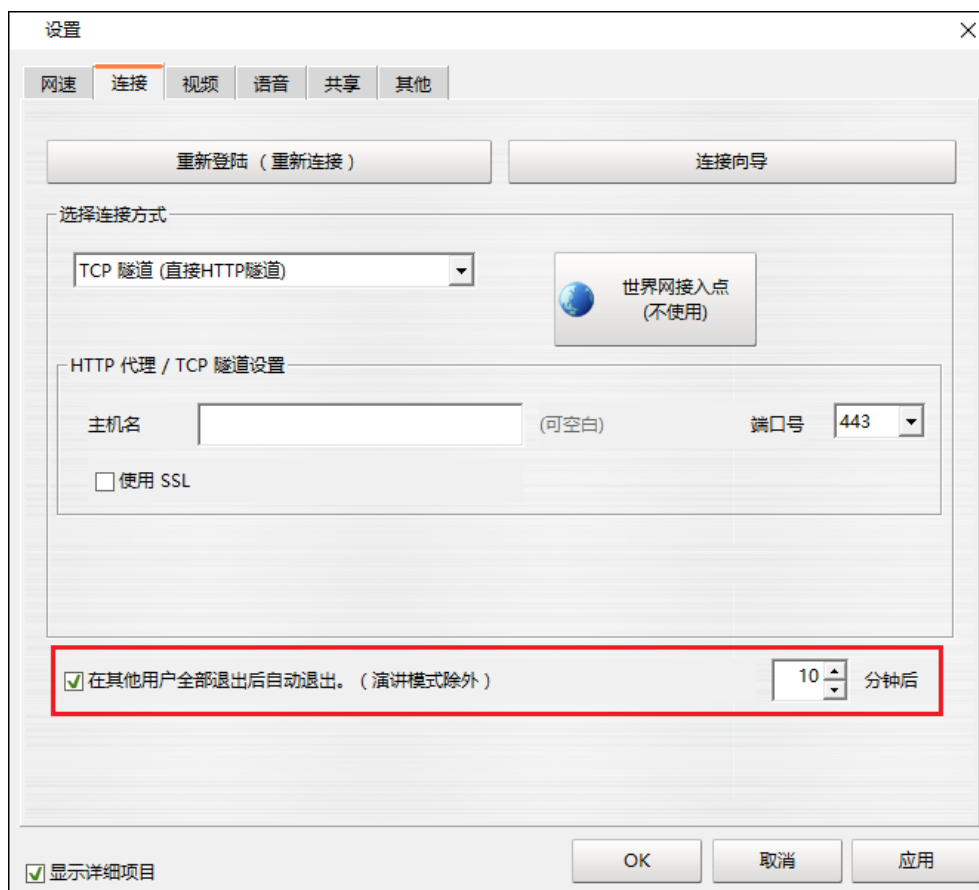 设置
网速 连接 视频 语音 共享 其他
重新登陆（重新连接） 连接向导
选择连接方式
TCP 隧道 (直接HTTP隧道)
世界网接入点
(不使用)
HTTP 代理 / TCP 隧道设置
主机名 (可空白) 端口号 443
使用 SSL
在其他用户全部退出后自动退出。（演讲模式除外） 10 分钟后
显示详细项目 OK 取消 应用